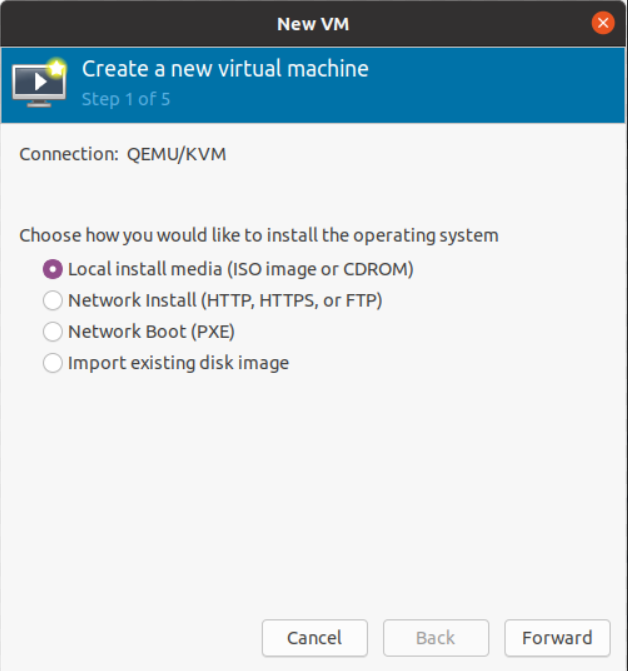 New VM
Create a new virtual machine
Step 1 of 5
Connection: QEMU/KVM
Choose how you would like to install the operating system
Local install media (ISO image or CDROM)
Network Install (HTTP, HTTPS, or FTP)
Network Boot (PXE)
Import existing disk image
Cancel
Back
Forward